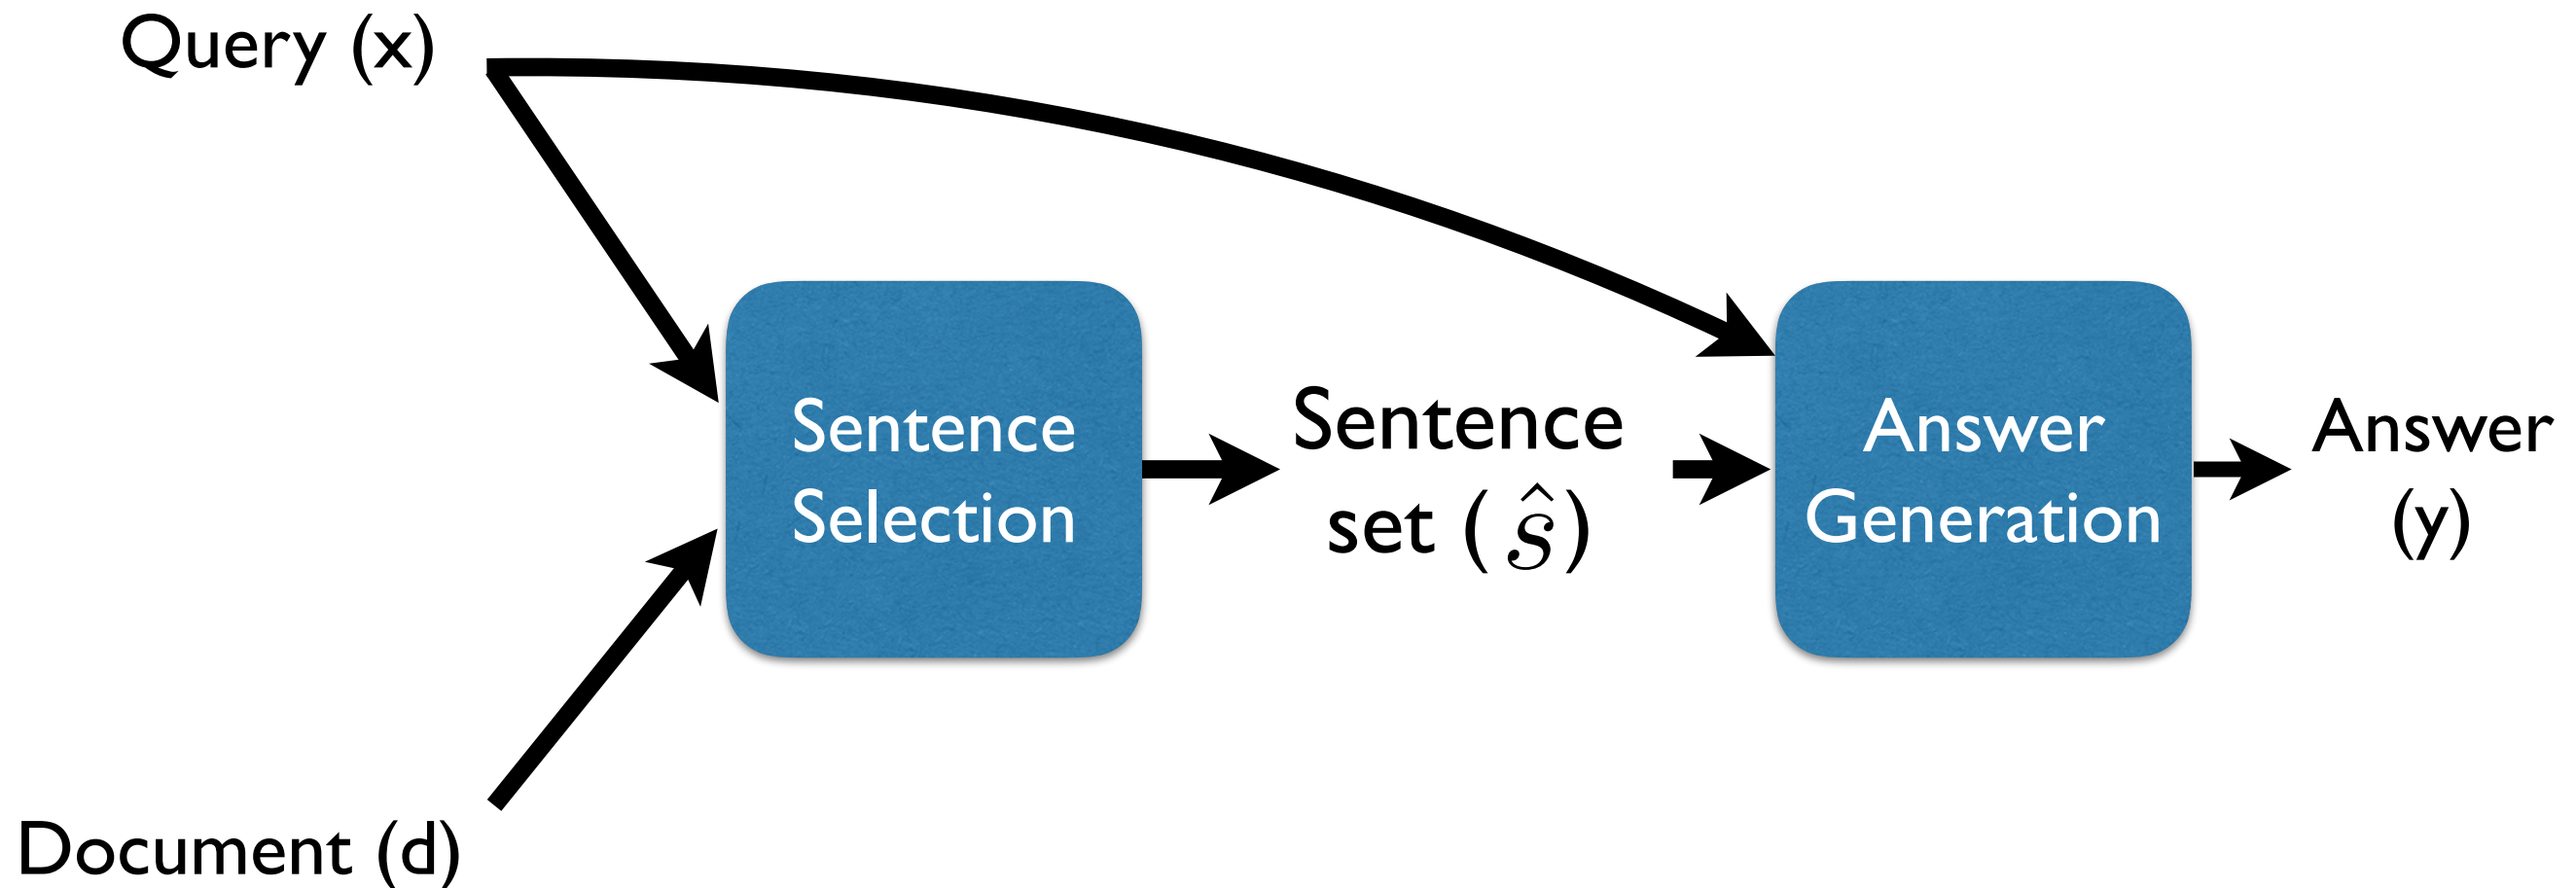 Query (x)
Sentence
Selection
Sentence
set ( ŝ )
Answer
Generation
Answer
(y)
Document (d)